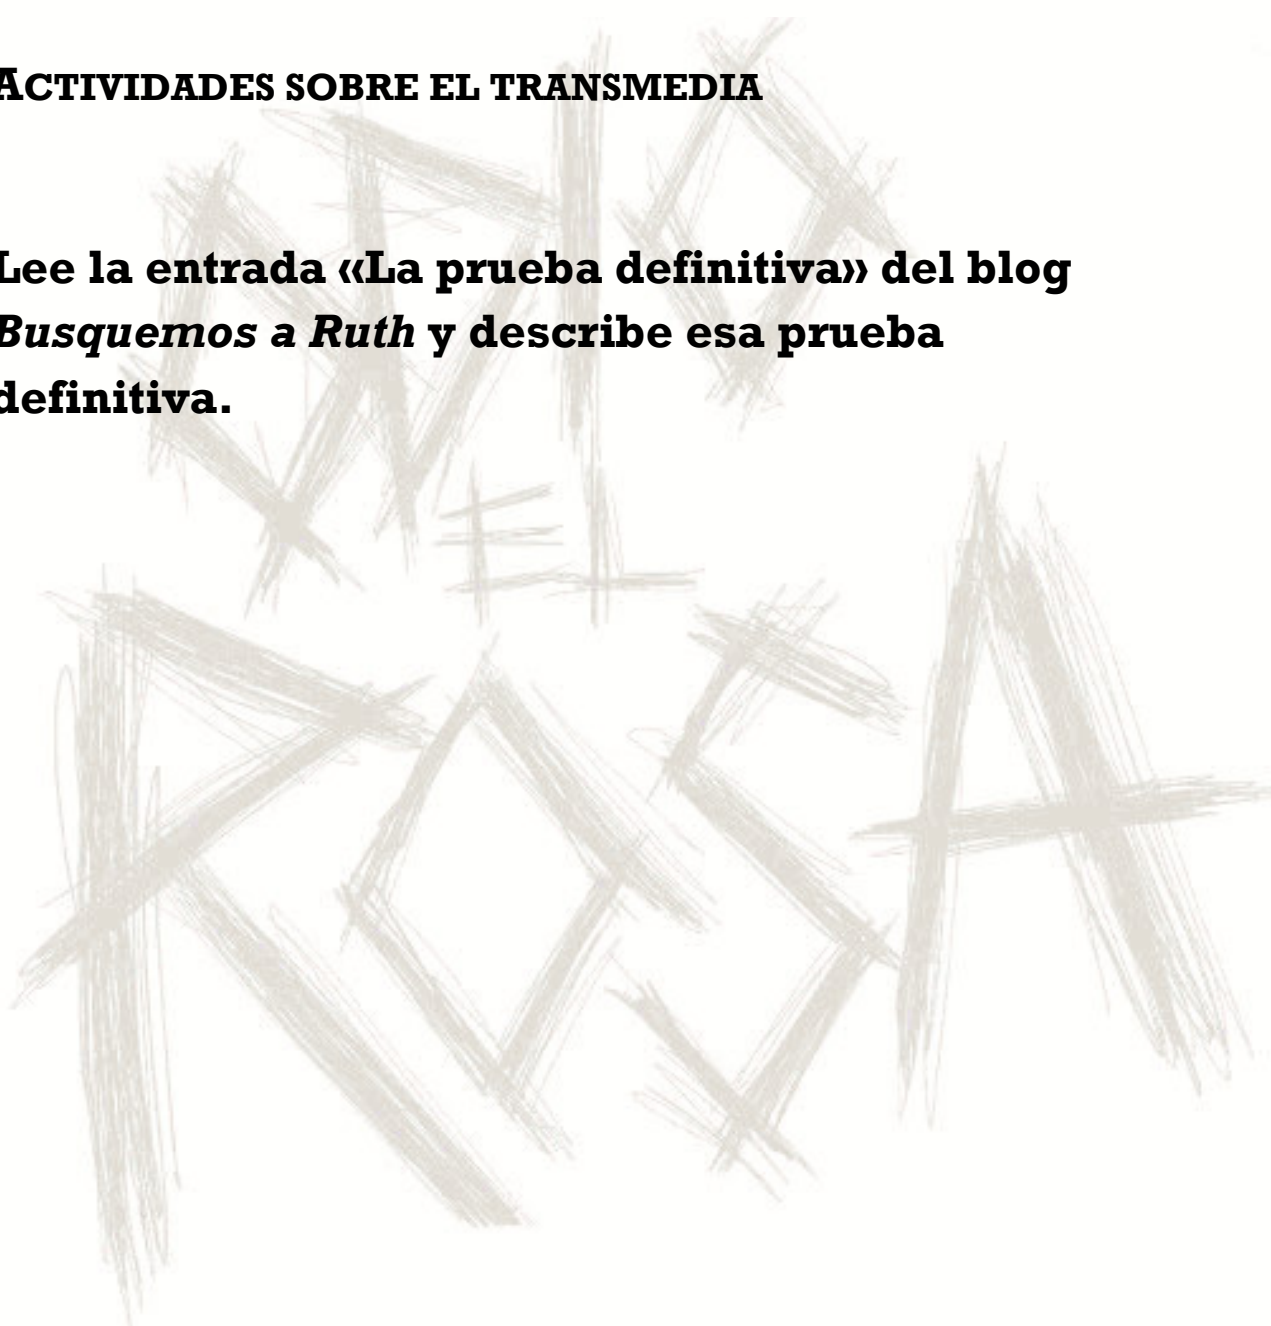 ACTIVIDADES SOBRE EL TRANSMEDIA
Lee la entrada «La prueba definitiva» del blog
Busquemos a Ruth y describe esa prueba
definitiva.
ODIO
EL
ROSA